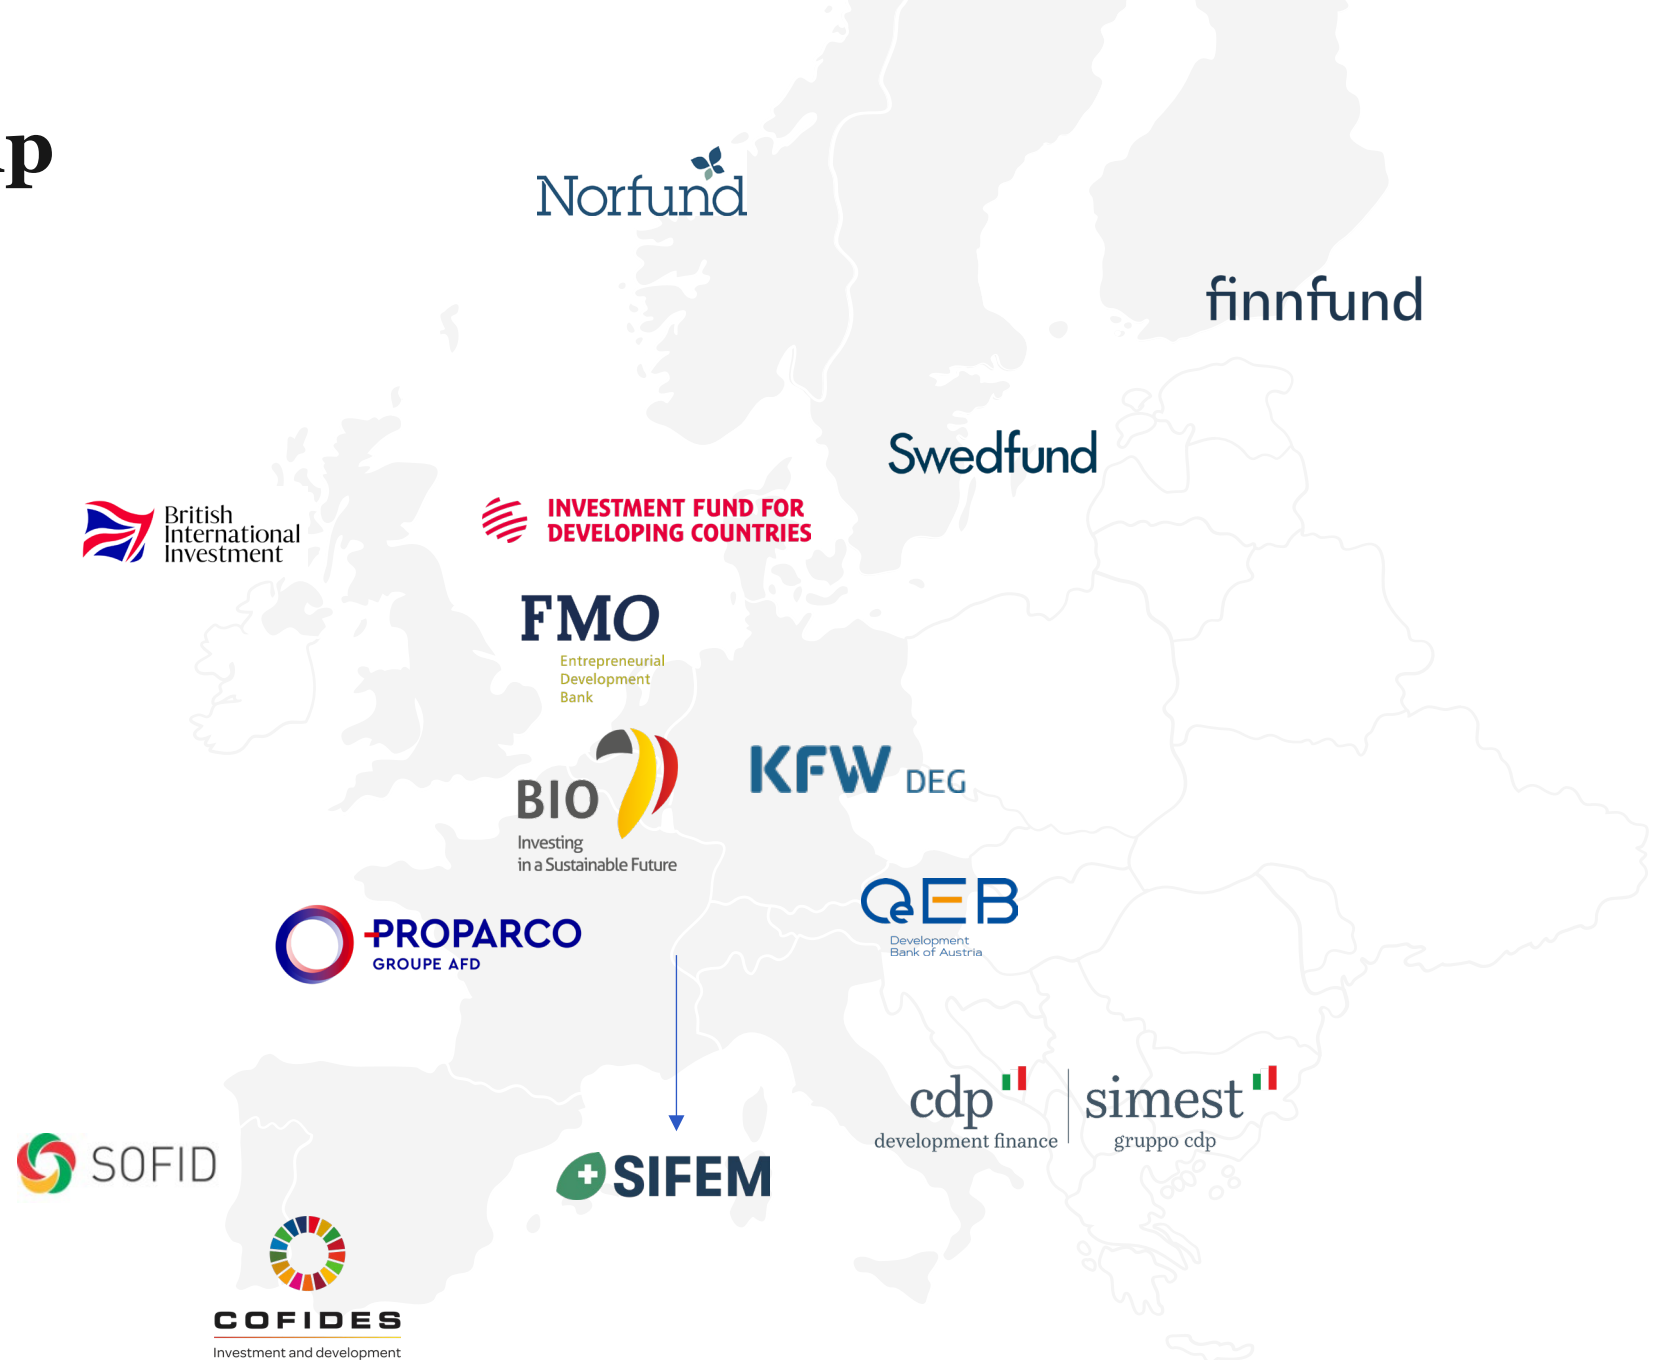 p
Norfund
finnfund
Swedfund
British
International
Investment
INVESTMENT FUND FOR
DEVELOPING COUNTRIES
FMO
Entrepreneurial
Development
Bank
BIO
Investing
in a Sustainable Future
KFW DEG
OeEB
Development
Bank of Austria
PROPARCO
GROUPE AFD
cdp
development finance
simest
gruppo cdp
SOFID
SIFEM
COFIDES
Investment and development